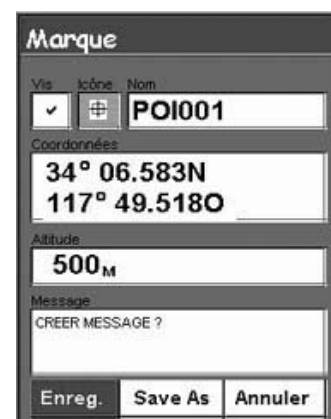 Marque
Vis Icône Nom
POI001
Coordonnées
34° 06.583N
117° 49.518O
Altitude
500M
Message
CREER MESSAGE ?
Enreg. Save As Annuler